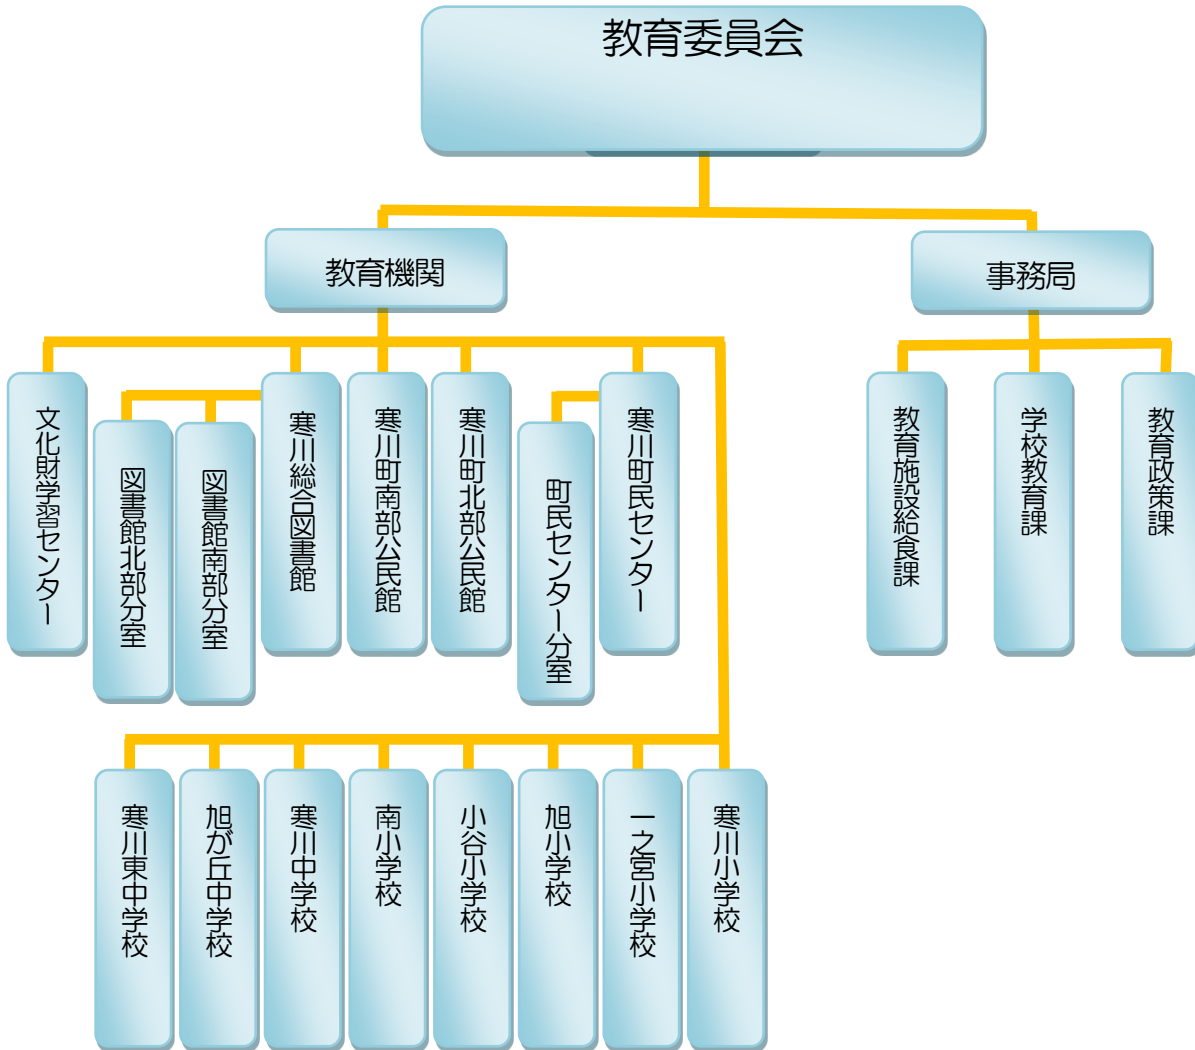 教育委員会
教育機関
事務局
文化財学習センター
図書館北部分室
図書館南部分室
寒川総合図書館
寒川町南部公民館
寒川町北部公民館
町民センター分室
寒川町民センター
教育施設給食課
学校教育課
教育政策課
寒川東中学校
旭が丘中学校
寒川中学校
南小学校
小谷小学校
旭小学校
一之宮小学校
寒川小学校